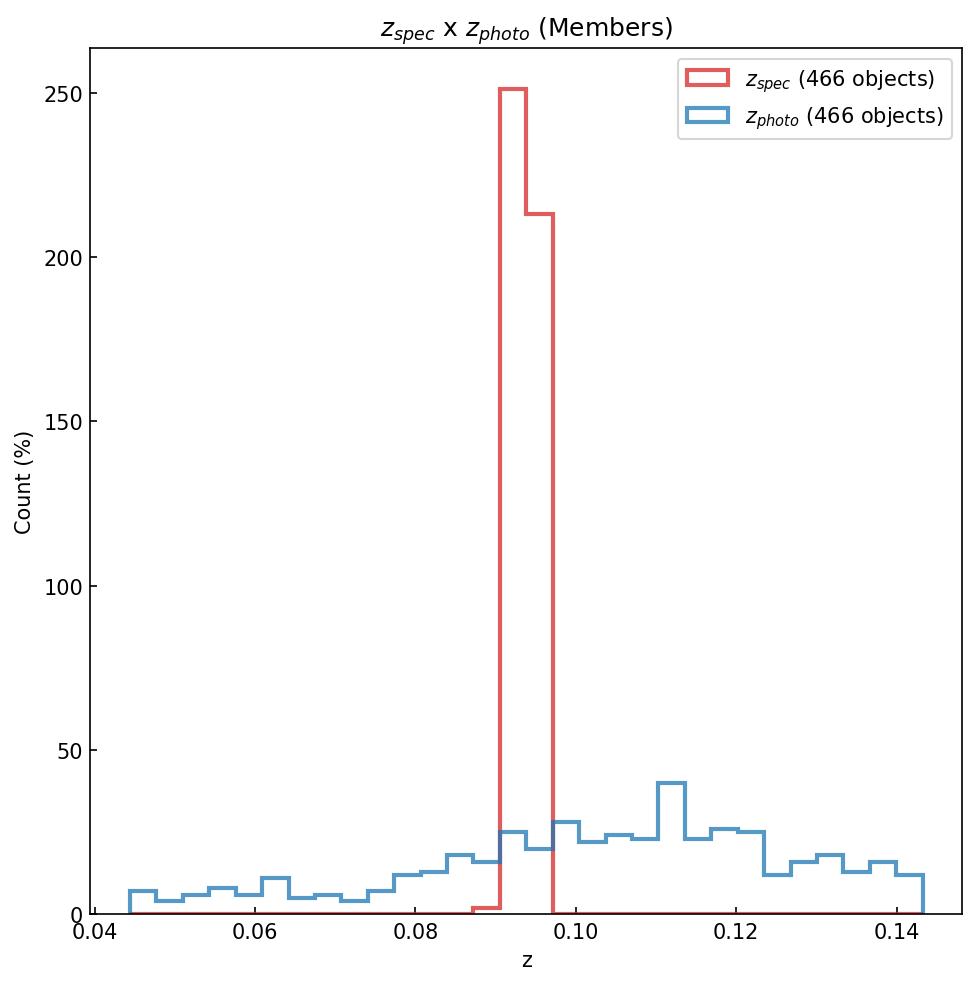 z_spec x z_photo (Members)
z_spec (466 objects)
z_photo (466 objects)
Count (%)
250
200
150
100
50
0
0.04 0.06 0.08 0.10 0.12 0.14
z